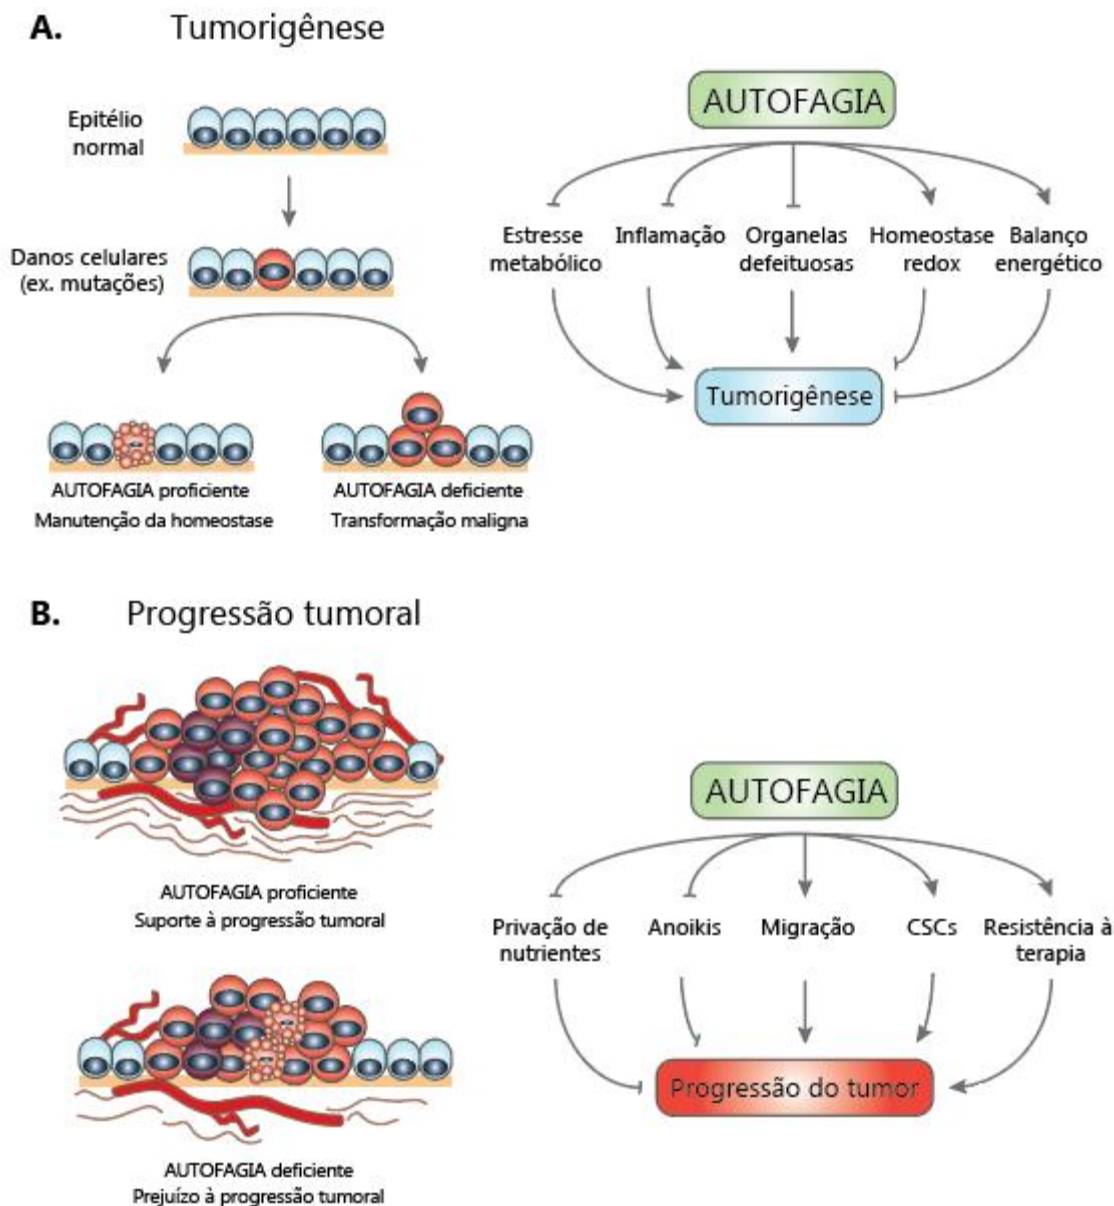 A. Tumorigênese
Epitélio
normal
Danos celulares
(ex. mutações)
AUTOFAGIA proficiente
Manutenção da homeostase
AUTOFAGIA deficiente
Transformação maligna
AUTOFAGIA
Estresse
metabólico
Inflamação
Organelas
defeituosas
Homeostase
redox
Balanço
energético
Tumorigênese
B. Progressão tumoral
AUTOFAGIA proficiente
Suporte à progressão tumoral
AUTOFAGIA deficiente
Prejuízo à progressão tumoral
AUTOFAGIA
Privação de
nutrientes
Anoikis
Migração
CSCs
Resistência à
terapia
Progressão do tumor